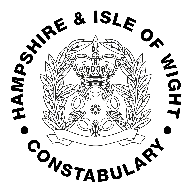 HAMPSHIRE & ISLE OF WIGHT
• CONSTABULARY •